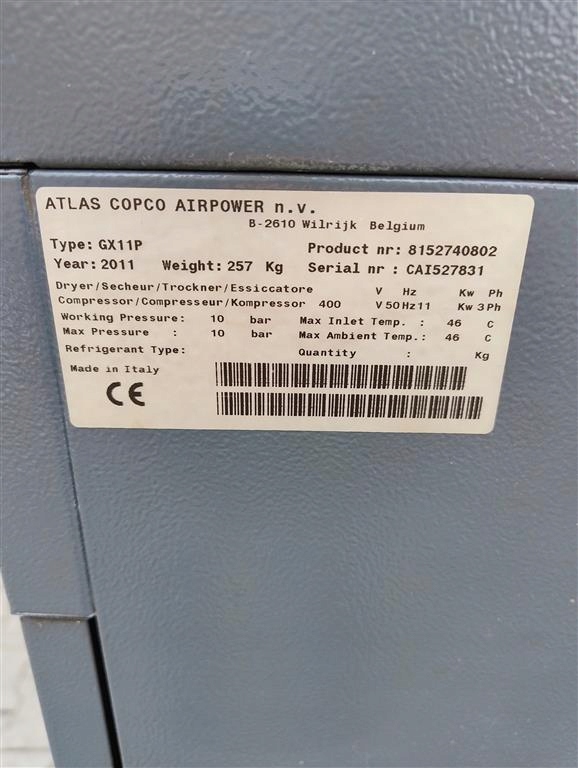 ATLAS COPCO AIRPOWER n.v.
B-2610 Wilrijk Belgium
Type: GX11P Product nr: 8152740802
Year: 2011 Weight: 257 Kg Serial nr : CAI527831
Dryer/Secheur/Trockner/Essiccatore V Hz Kw Ph
Compressor/Compresseur/Kompressor 400 V 50 Hz 11 Kw 3 Ph
Working Pressure: 10 bar Max Inlet Temp. : 46 C
Max Pressure : 10 bar Max Ambient Temp.: 46 C
Refrigerant Type: Quantity : Kg
Made in Italy
CE